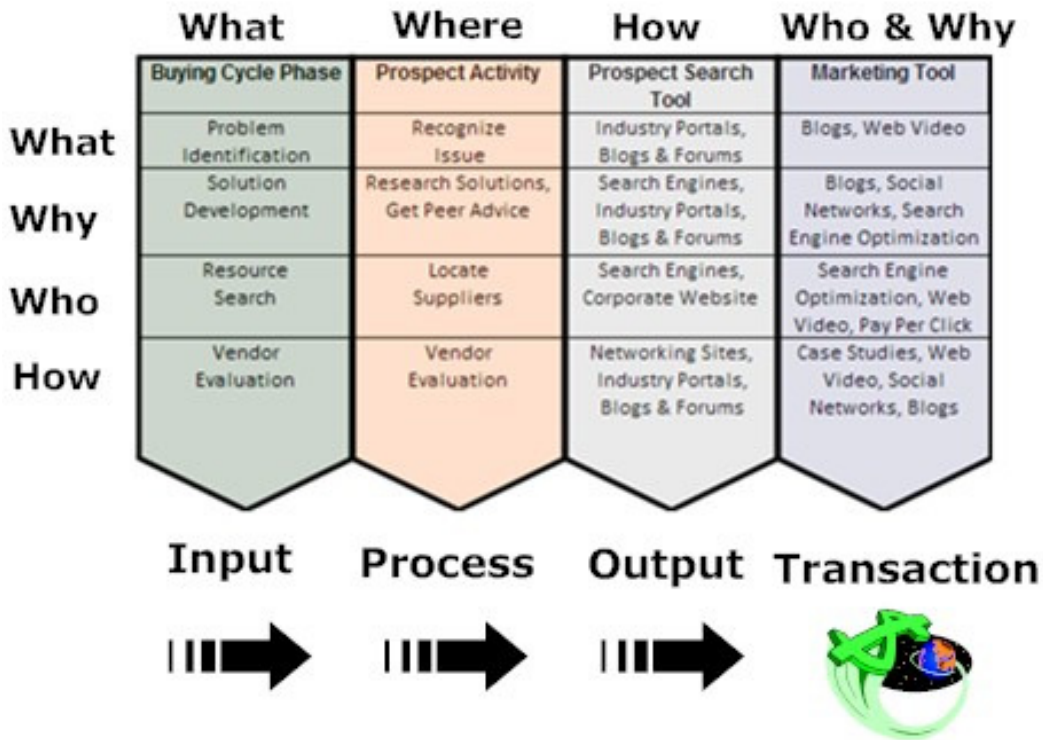 What Where How Who & Why
Buying Cycle Phase Prospect Activity Prospect Search Marketing Tool
Tool
What
Problem Recognize Industry Portals, Blogs, Web Video
Identification Issue Blogs & Forums
Why
Solution Research Solutions, Search Engines, Blogs, Social
Development Get Peer Advice Industry Portals, Networks, Search
Blogs & Forums Engine Optimization
Who
Resource Locate Search Engines, Search Engine
Search Suppliers Corporate Website Optimization, Web
Video, Pay Per Click
How
Vendor Vendor Networking Sites, Case Studies, Web
Evaluation Evaluation Industry Portals, Video, Social
Blogs & Forums Networks, Blogs
Input Process Output Transaction